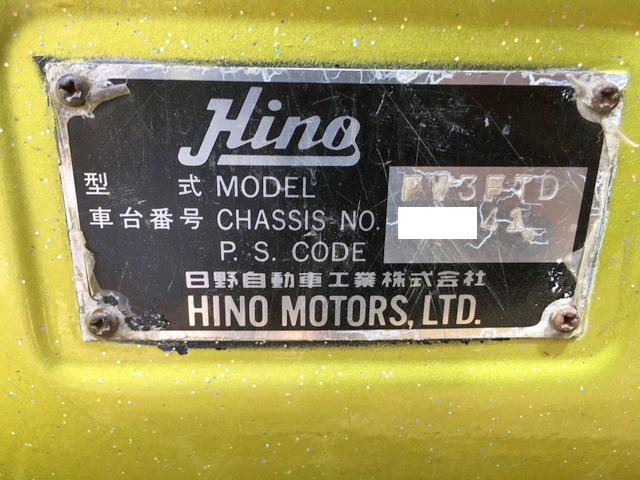 Hino
型 式 MODEL
車台番号 CHASSIS NO. 41
P. S. CODE
日野自動車工業株式会社
HINO MOTORS, LTD.